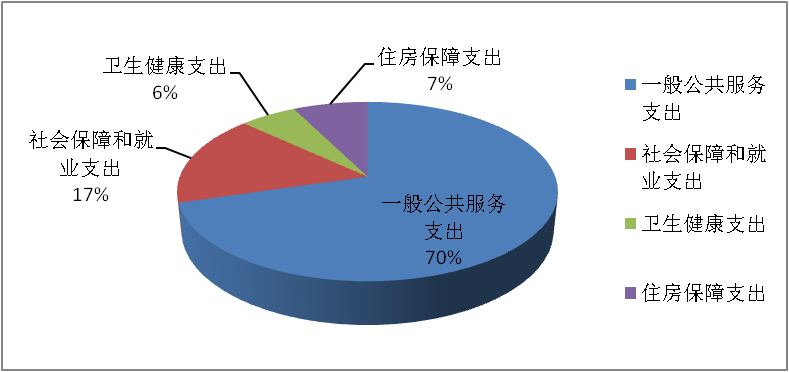 卫生健康支出
6%
住房保障支出
7%
社会保障和就
业支出
17%
一般公共服务
支出
70%
一般公共服务
支出
社会保障和就
业支出
卫生健康支出
住房保障支出